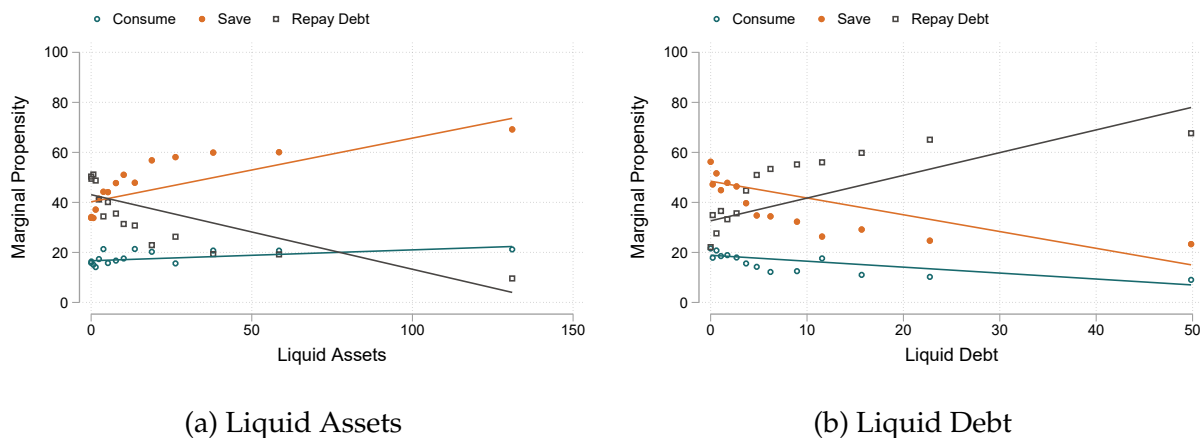 Consume Save Repay Debt
100
80
60
40
20
0
Marginal Propensity
0 50 100 150
Liquid Assets
(a) Liquid Assets
Consume Save Repay Debt
100
80
60
40
20
0
Marginal Propensity
0 10 20 30 40 50
Liquid Debt
(b) Liquid Debt